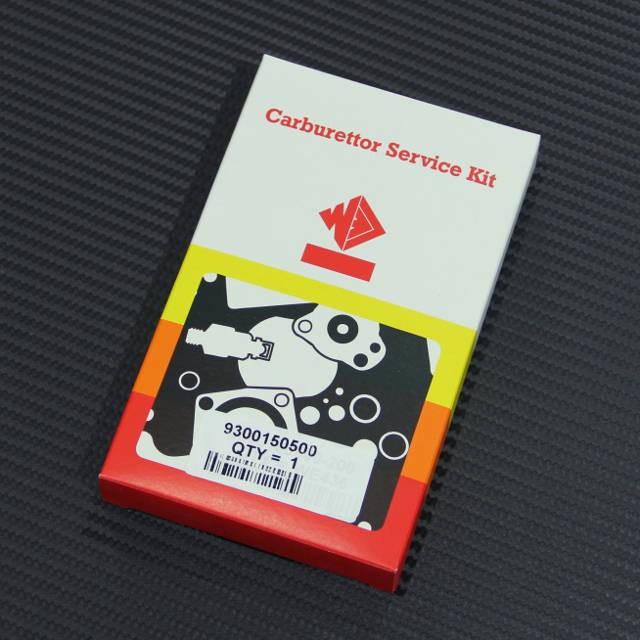 Carburettor Service Kit
9300150500
QTY = 1